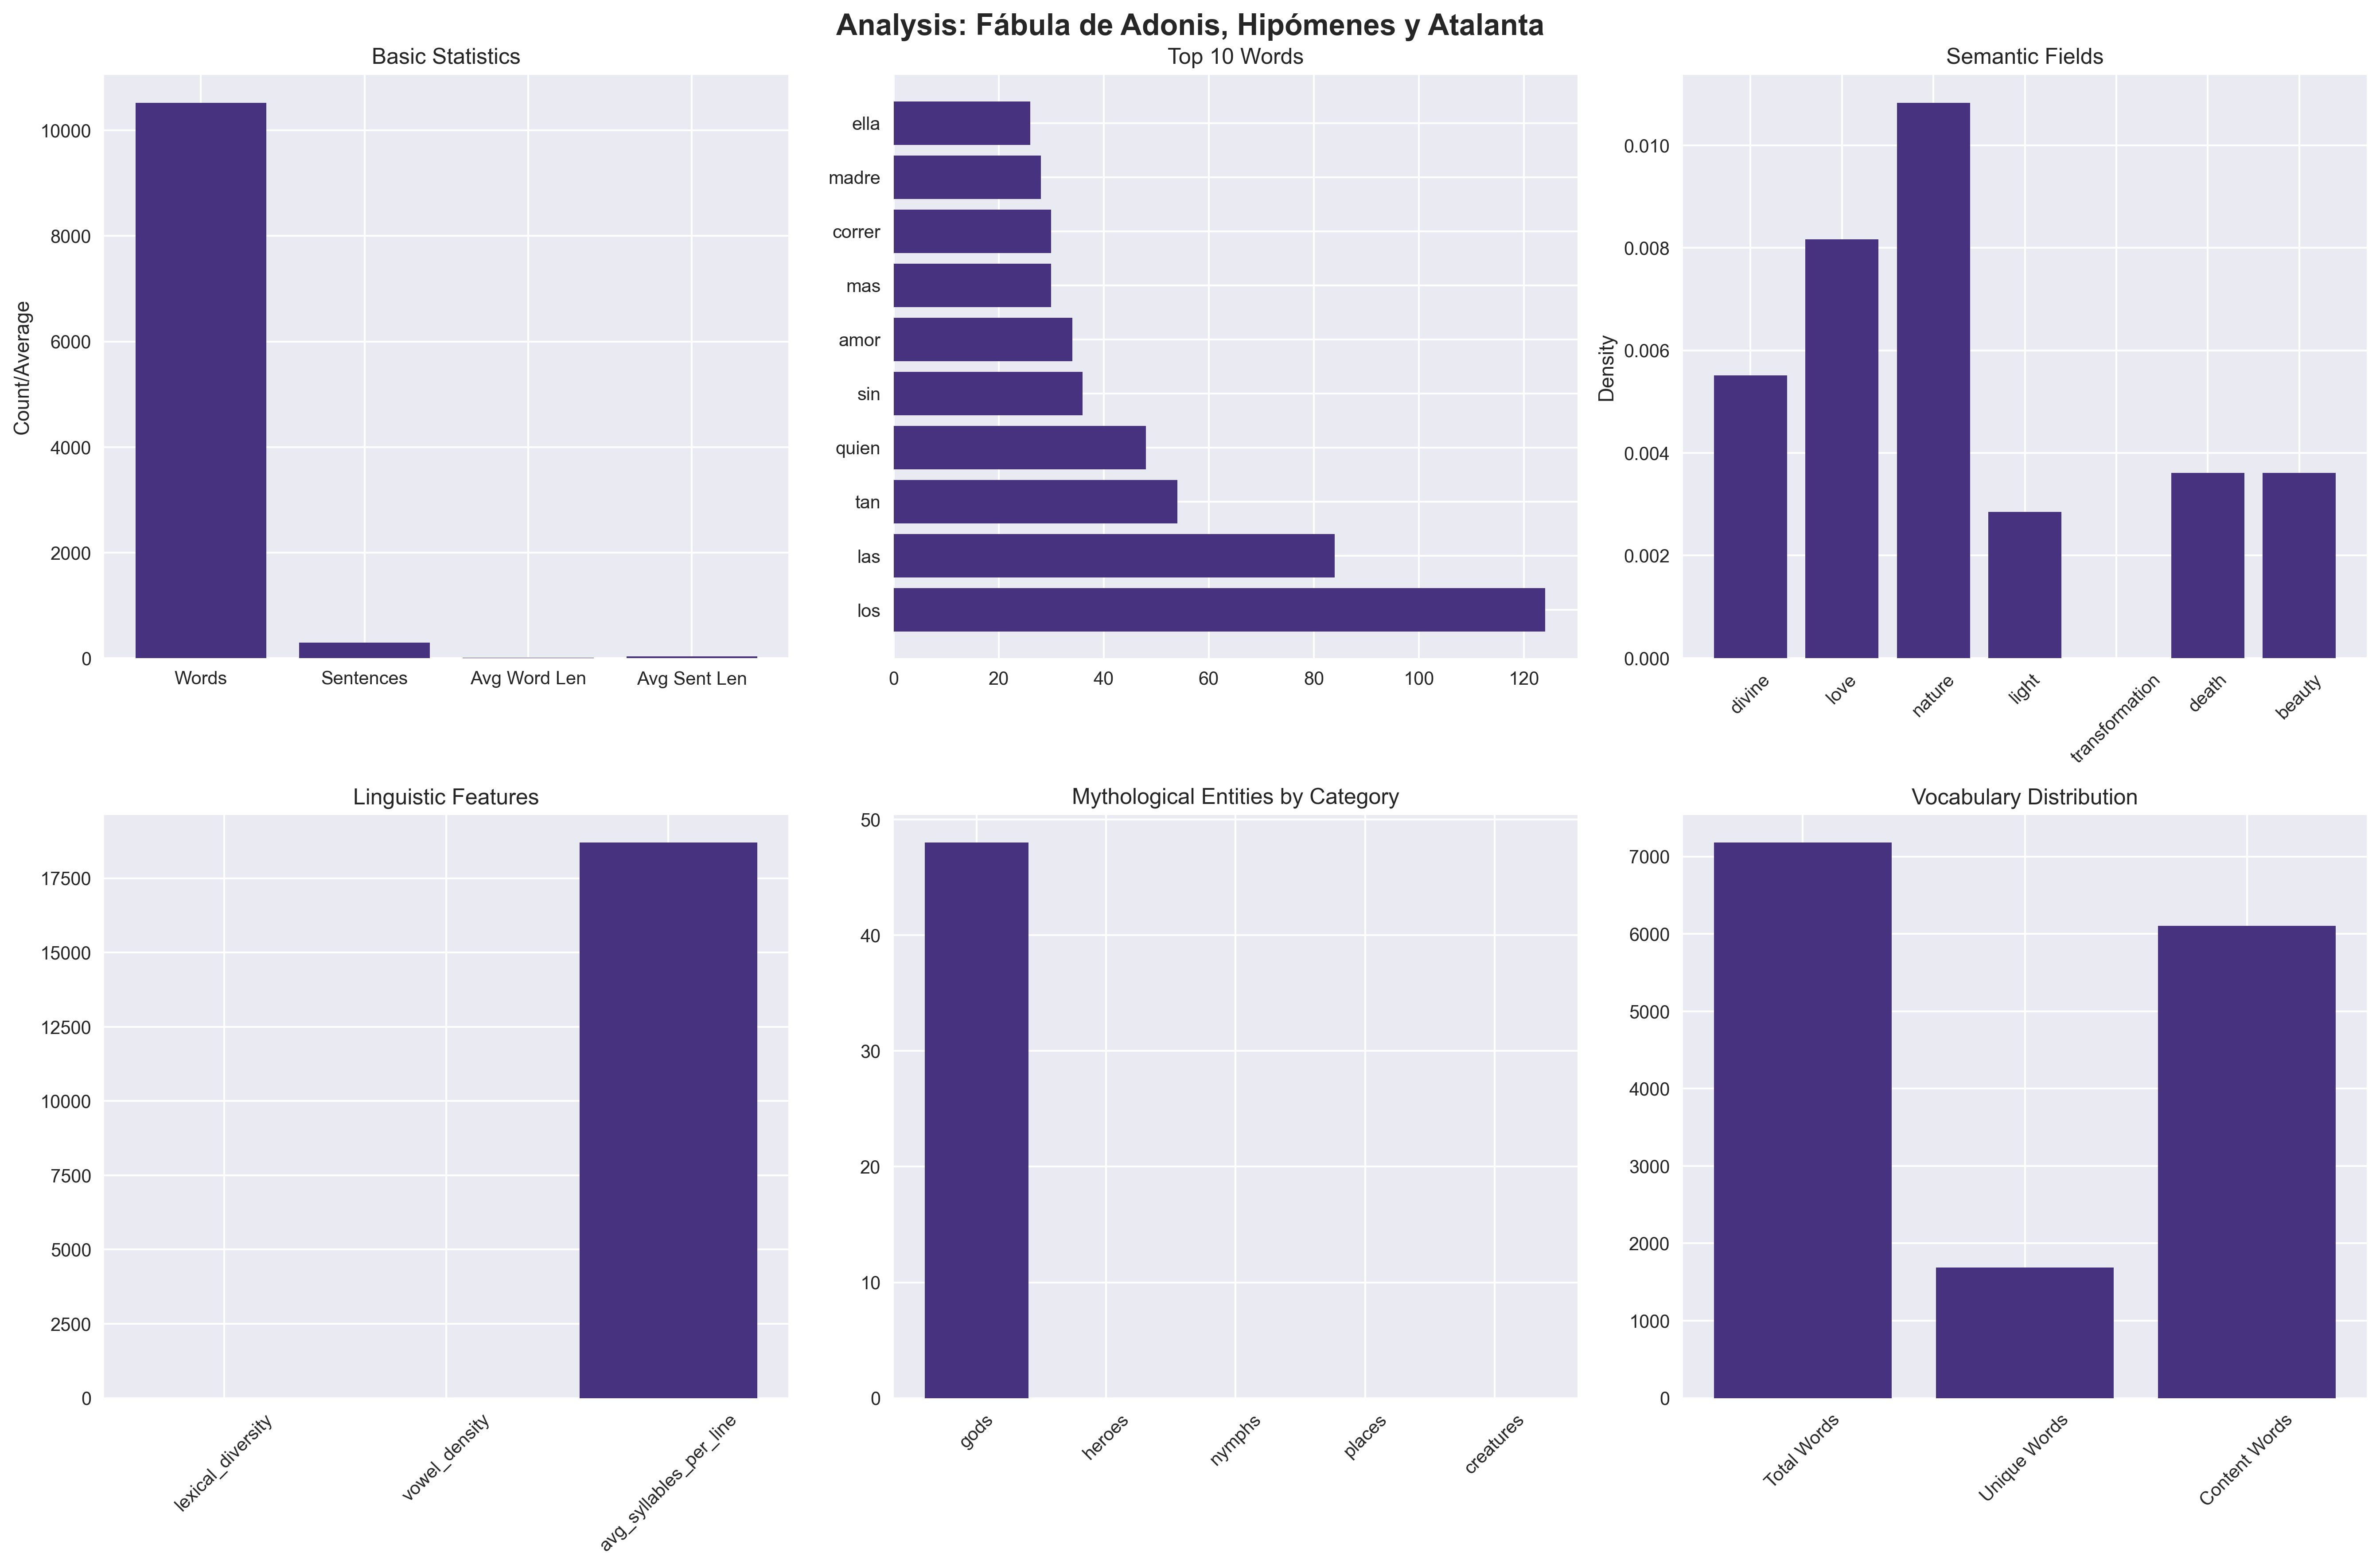 Analysis: Fábula de Adonis, Hipómenes y Atalanta
Basic Statistics
Count/Average
10000
8000
6000
4000
2000
0
Words
Sentences
Avg Word Len
Avg Sent Len
Top 10 Words
ella
madre
correr
mas
amor
sin
quien
tan
las
los
0
20
40
60
80
100
120
Semantic Fields
Density
0.010
0.008
0.006
0.004
0.002
0.000
divine
love
nature
light
transformation
death
beauty
Linguistic Features
17500
15000
12500
10000
7500
5000
2500
0
lexical_diversity
vowel_density
avg_syllables_per_line
Mythological Entities by Category
50
40
30
20
10
0
gods
heroes
nymphs
places
creatures
Vocabulary Distribution
7000
6000
5000
4000
3000
2000
1000
0
Total Words
Unique Words
Content Words